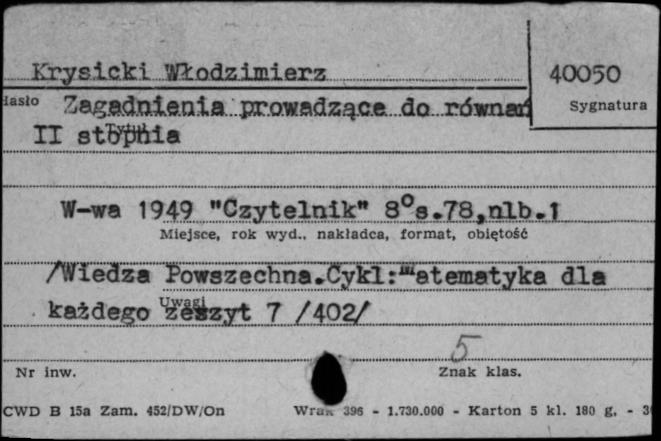 Krysicki Włodzimierz
40050
Hasło Zagadnienia prowadzące do równań
Sygnatura
II stopnia
Tytuł
W-wa 1949 "Czytelnik" 8°s.78,nlb.1
Miejsce, rok wyd., nakładca, format, objętość
/Wiedza Powszechna.Cykl:Matematyka dla
Uwagi
każdego zeszyt 7 /402/
5
Nr inw.
Znak klas.
CWD B 15a Zam. 452/DW/On
396 - 1.730.000 - Karton 5 kl. 180 g. -